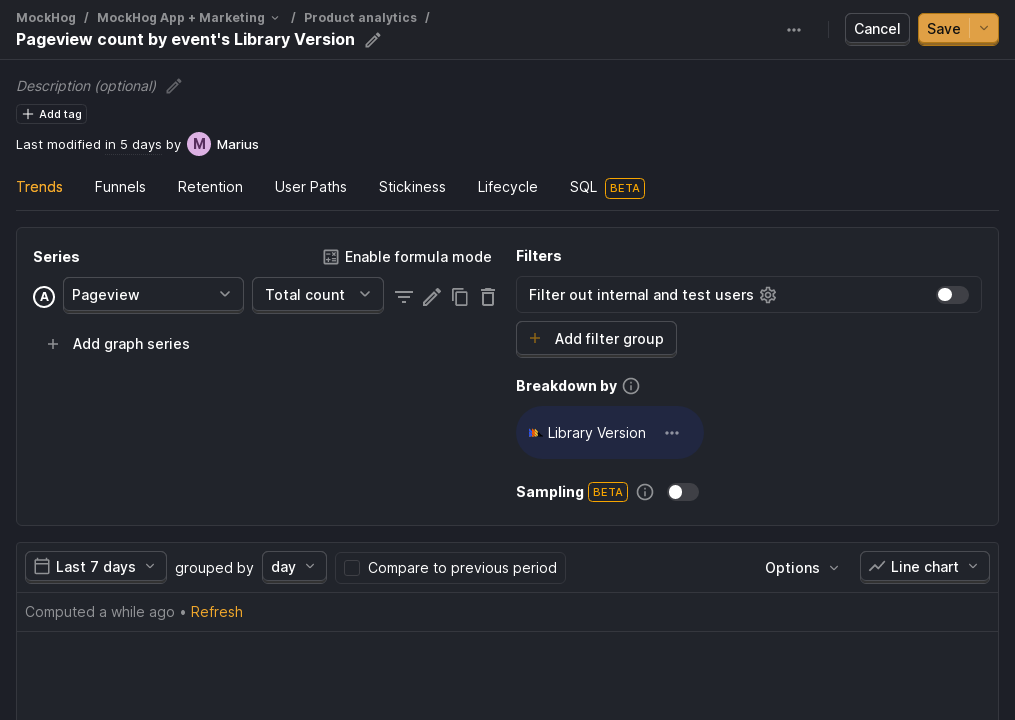 MockHog / MockHog App + Marketing / Product analytics /
Pageview count by event's Library Version
Cancel
Save
Description (optional)
Add tag
Last modified in 5 days by M Marius
Trends Funnels Retention User Paths Stickiness Lifecycle SQL BETA
Series
Enable formula mode
A Pageview Total count
Add graph series
Filters
Filter out internal and test users
Add filter group
Breakdown by
Library Version
Sampling BETA
Last 7 days grouped by day Compare to previous period Options Line chart
Computed a while ago • Refresh